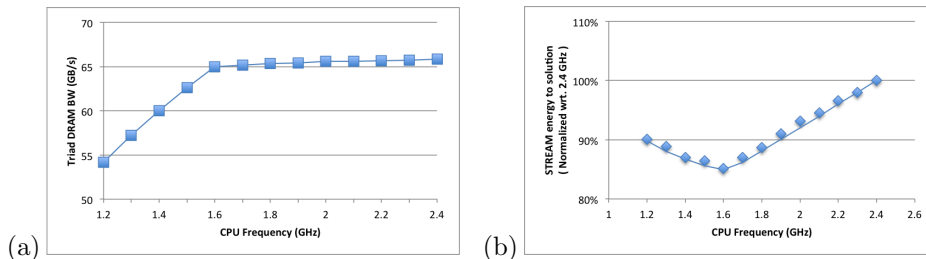 70
65
60
55
50
Triad DRAM BW (GB/s)
1.2 1.4 1.6 1.8 2 2.2 2.4
CPU Frequency (GHz)
(a)
110%
100%
90%
80%
STREAM energy to solution
( Normalized wrt. 2.4 GHz )
1 1.2 1.4 1.6 1.8 2 2.2 2.4 2.6
CPU Frequency (GHz)
(b)